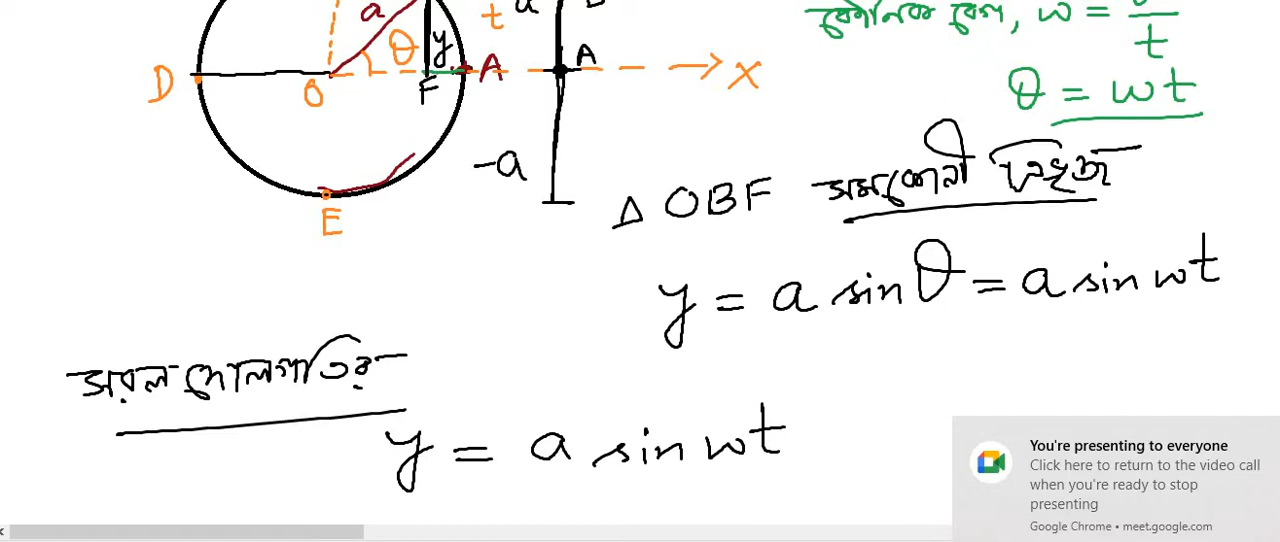 a
t
a
θ
y
D
O
F
A
A
X
কৌনিক বেগ, ω = /t
θ = ωt
-a
E
Δ OBF সমকোনী ত্রিভুজ
y = a sin θ = a sin ωt
সরল দোলগতির
y = a sin ωt
You're presenting to everyone
Click here to return to the video call
when you're ready to stop
presenting
Google Chrome • meet.google.com